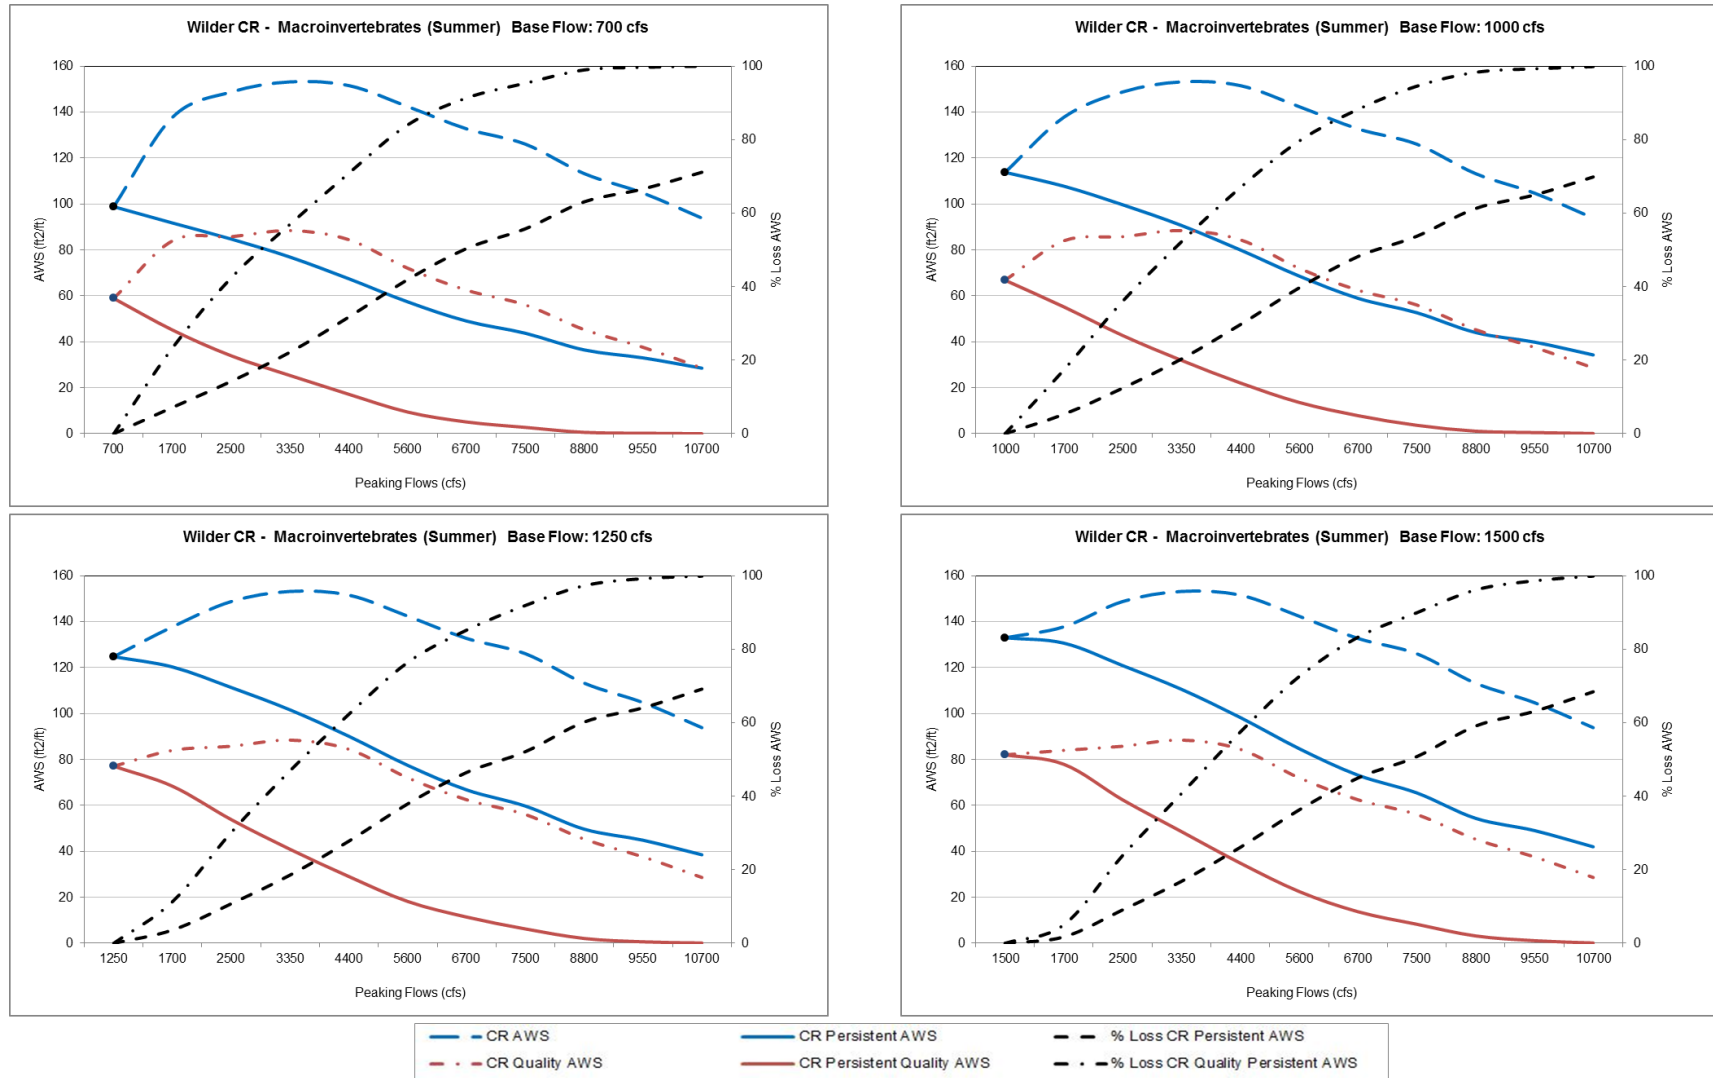 Wilder CR - Macroinvertebrates (Summer) Base Flow: 700 cfs
160
140
120
100
80
60
40
20
0
AWS (ft2/ft)
100
80
60
40
20
0
% Loss AWS
700 1700 2500 3350 4400 5600 6700 7500 8800 9550 10700
Peaking Flows (cfs)
Wilder CR - Macroinvertebrates (Summer) Base Flow: 1000 cfs
160
140
120
100
80
60
40
20
0
AWS (ft2/ft)
100
80
60
40
20
0
% Loss AWS
1000 1700 2500 3350 4400 5600 6700 7500 8800 9550 10700
Peaking Flows (cfs)
Wilder CR - Macroinvertebrates (Summer) Base Flow: 1250 cfs
160
140
120
100
80
60
40
20
0
AWS (ft2/ft)
100
80
60
40
20
0
% Loss AWS
1250 1700 2500 3350 4400 5600 6700 7500 8800 9550 10700
Peaking Flows (cfs)
Wilder CR - Macroinvertebrates (Summer) Base Flow: 1500 cfs
160
140
120
100
80
60
40
20
0
AWS (ft2/ft)
100
80
60
40
20
0
% Loss AWS
1500 1700 2500 3350 4400 5600 6700 7500 8800 9550 10700
Peaking Flows (cfs)
CR AWS CR Persistent AWS % Loss CR Persistent AWS
CR Quality AWS CR Persistent Quality AWS % Loss CR Quality Persistent AWS